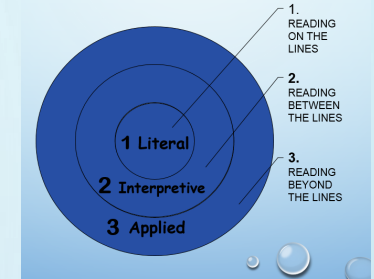 1 Literal
2 Interpretive
3 Applied
1.
READING
ON THE
LINES
2.
READING
BETWEEN
THE LINES
3.
READING
BEYOND
THE LINES